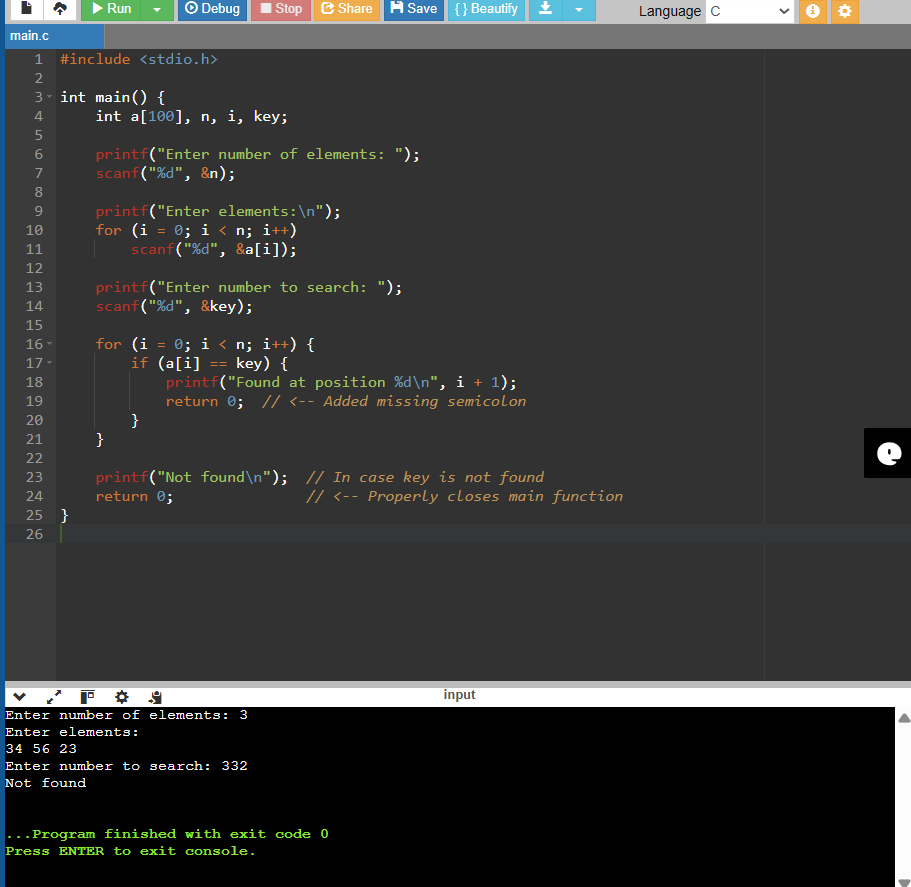 Run Debug Stop Share Save { } Beautify Language C
main.c
1 #include <stdio.h>
2
3 int main() {
4 int a[100], n, i, key;
5
6 printf("Enter number of elements: ");
7 scanf("%d", &n);
8
9 printf("Enter elements:\n");
10 for (i = 0; i < n; i++)
11 scanf("%d", &a[i]);
12
13 printf("Enter number to search: ");
14 scanf("%d", &key);
15
16 for (i = 0; i < n; i++) {
17 if (a[i] == key) {
18 printf("Found at position %d\n", i + 1);
19 return 0; // <-- Added missing semicolon
20 }
21 }
22
23 printf("Not found\n"); // In case key is not found
24 return 0; // <-- Properly closes main function
25 }
26
input
Enter number of elements: 3
Enter elements:
34 56 23
Enter number to search: 332
Not found
...Program finished with exit code 0
Press ENTER to exit console.